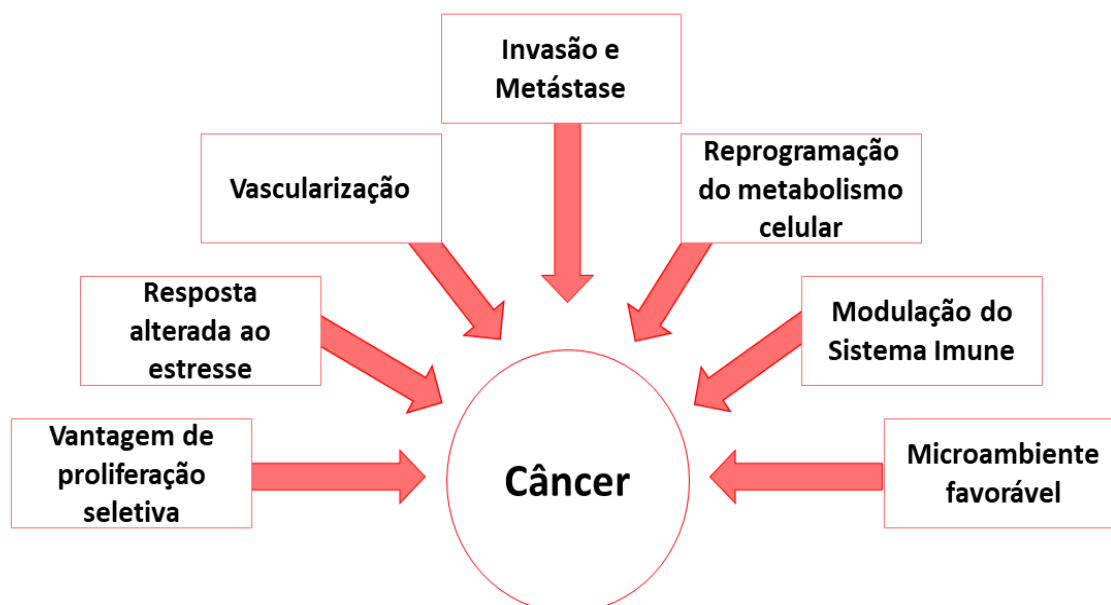 Invasão e
Metástase
Vascularização
Reprogramação
do metabolismo
celular
Resposta
alterada ao
estresse
Modulação do
Sistema Imune
Vantagem de
proliferação
seletiva
Câncer
Microambiente
favorável